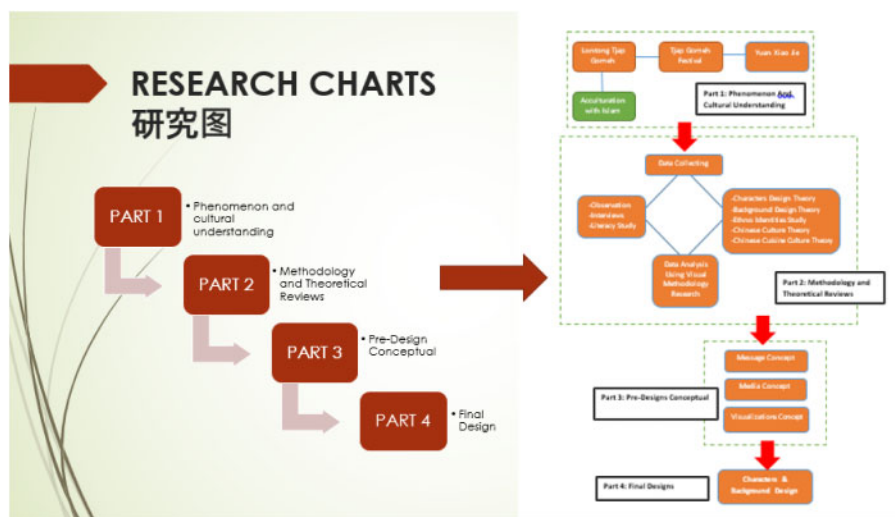 RESEARCH CHARTS
研究图
PART 1
• Phenomenon and
cultural
understanding
PART 2
• Methodology
and Theoretical
Reviews
PART 3
• Pre-Design
Conceptual
PART 4
• Final
Design
Lontong Tjap
Gomeh
Tjap Gomeh
Festival
Yuan Xiao Jie
Acculturation
with Islam
Part 1: Phenomenon And
Cultural Understanding
Data Collecting
-Observation
-Interviews
-Literacy Study
-Characters Design Theory
-Background Design Theory
-Ethno Identities Study
-Chinese Culture Theory
-Chinese Cuisine Culture Theory
Data Analysis
Using Visual
Methodology
Research
Part 2: Methodology and
Theoretical Reviews
Message Concept
Media Concept
Visualizations Concept
Part 3: Pre-Designs Conceptual
Part 4: Final Designs
Characters &
Background Design